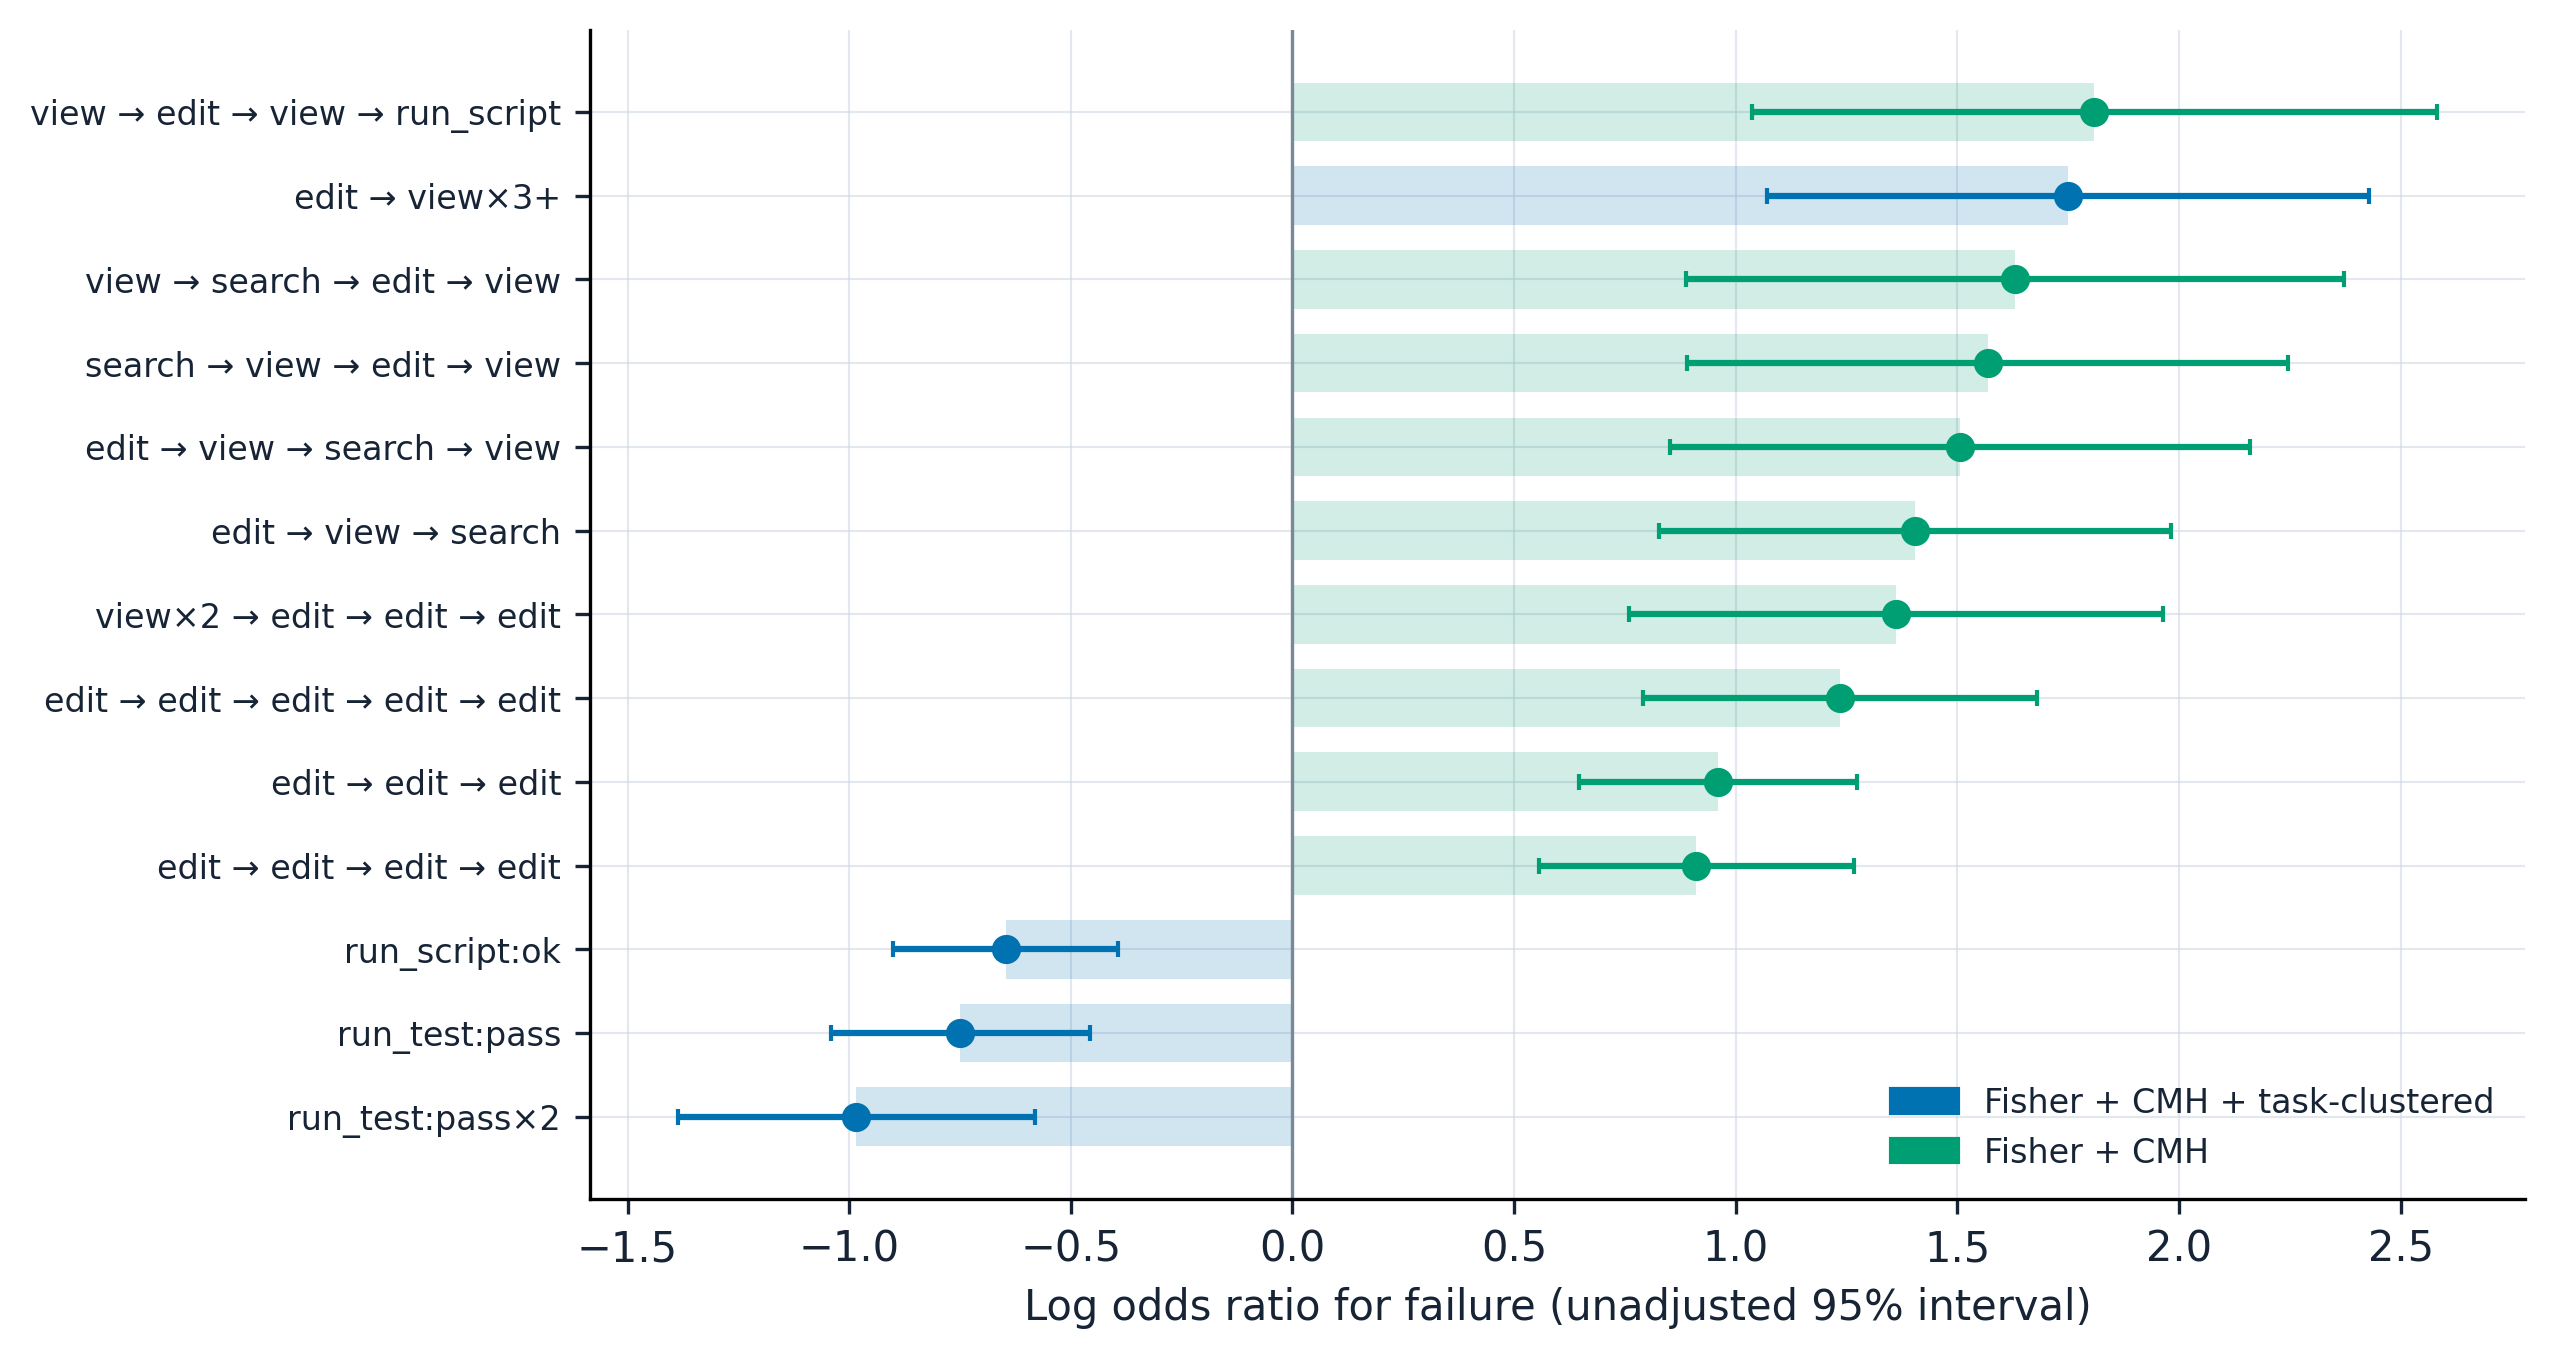 view → edit → view → run_script
edit → view×3+
view → search → edit → view
search → view → edit → view
edit → view → search → view
edit → view → search
view×2 → edit → edit → edit
edit → edit → edit → edit → edit
edit → edit → edit
edit → edit → edit → edit
run_script:ok
run_test:pass
run_test:pass×2
Fisher + CMH + task-clustered
Fisher + CMH
−1.5 −1.0 −0.5 0.0 0.5 1.0 1.5 2.0 2.5
Log odds ratio for failure (unadjusted 95% interval)